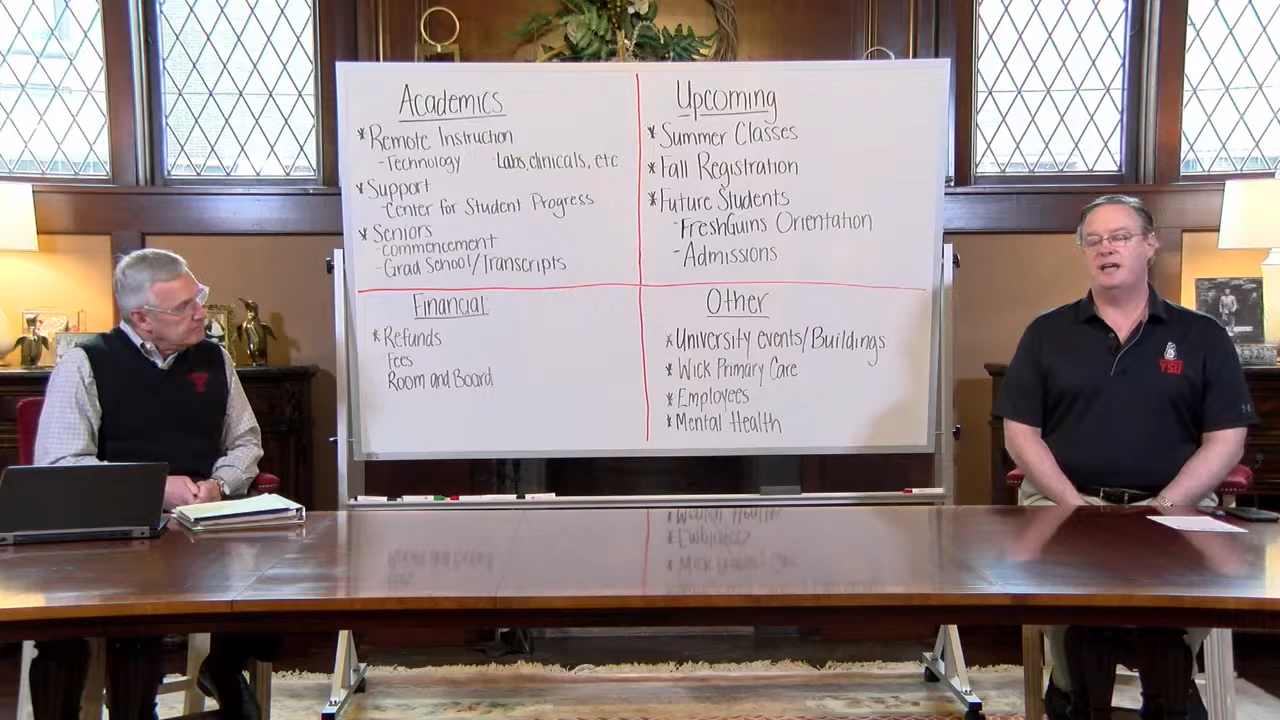 Academics
* Remote Instruction
-Technology -Labs, clinicals, etc
* Support
-Center for Student Progress
* Seniors
-commencement
-Grad School/Transcripts
Upcoming
* Summer Classes
* Fall Registration
* Future Students
-FreshGuins Orientation
-Admissions
Financial
* Refunds
Fees
Room and Board
Other
* University events/Buildings
* Wick Primary Care
* Employees
* Mental Health
YSU